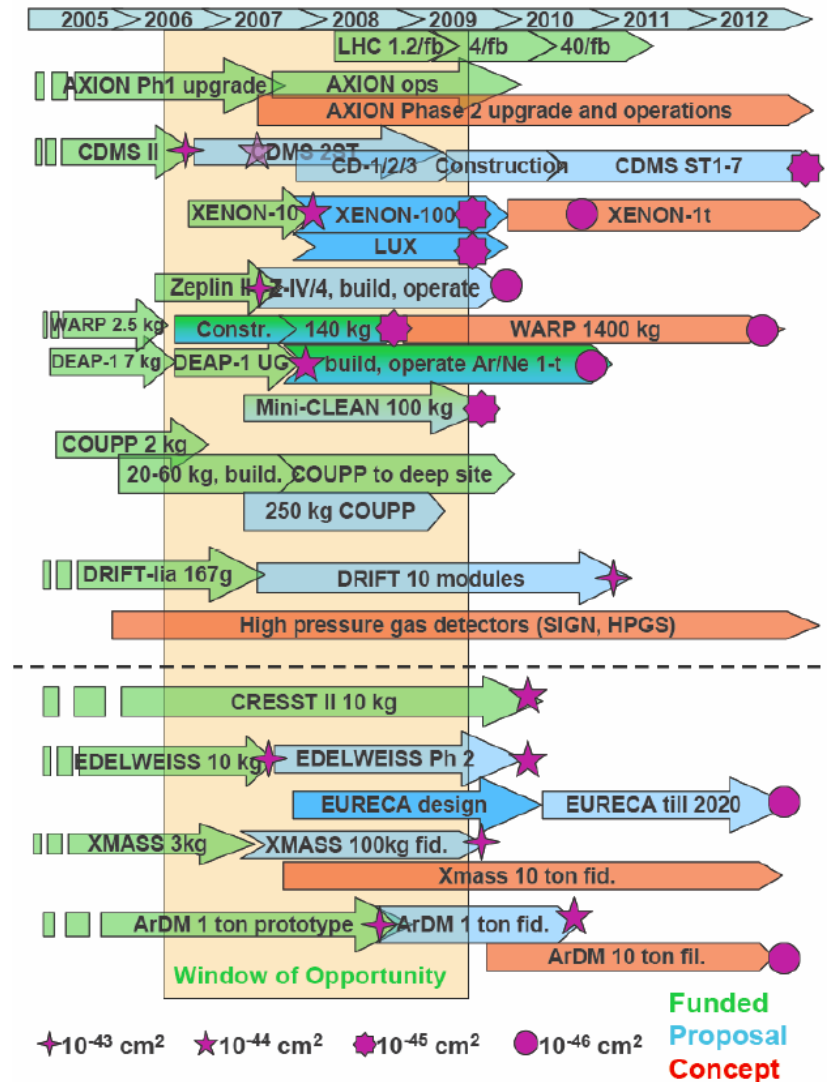 2005 2006 2007 2008 2009 2010 2011 2012
LHC 1.2/fb 4/fb 40/fb
AXION Ph1 upgrade AXION ops
AXION Phase 2 upgrade and operations
CDMS II CDMS 2ST
CD-1/2/3 Construction CDMS ST1-7
XENON-10 XENON-100 XENON-1t
LUX
Zeplin II Z-IV/4, build, operate
WARP 2.5 kg Constr. 140 kg WARP 1400 kg
DEAP-1 7 kg DEAP-1 UG build, operate Ar/Ne 1-t
Mini-CLEAN 100 kg
COUPP 2 kg
20-60 kg, build. COUPP to deep site
250 kg COUPP
DRIFT-IIa 167g DRIFT 10 modules
High pressure gas detectors (SIGN, HPGS)
CRESST II 10 kg
EDELWEISS 10 kg EDELWEISS Ph 2
EURECA design EURECA till 2020
XMASS 3kg XMASS 100kg fid.
Xmass 10 ton fid.
ArDM 1 ton prototype ArDM 1 ton fid.
ArDM 10 ton fil.
Window of Opportunity
Funded
10⁻⁴³ cm² 10⁻⁴⁴ cm² 10⁻⁴⁵ cm² 10⁻⁴⁶ cm²
Proposal
Concept